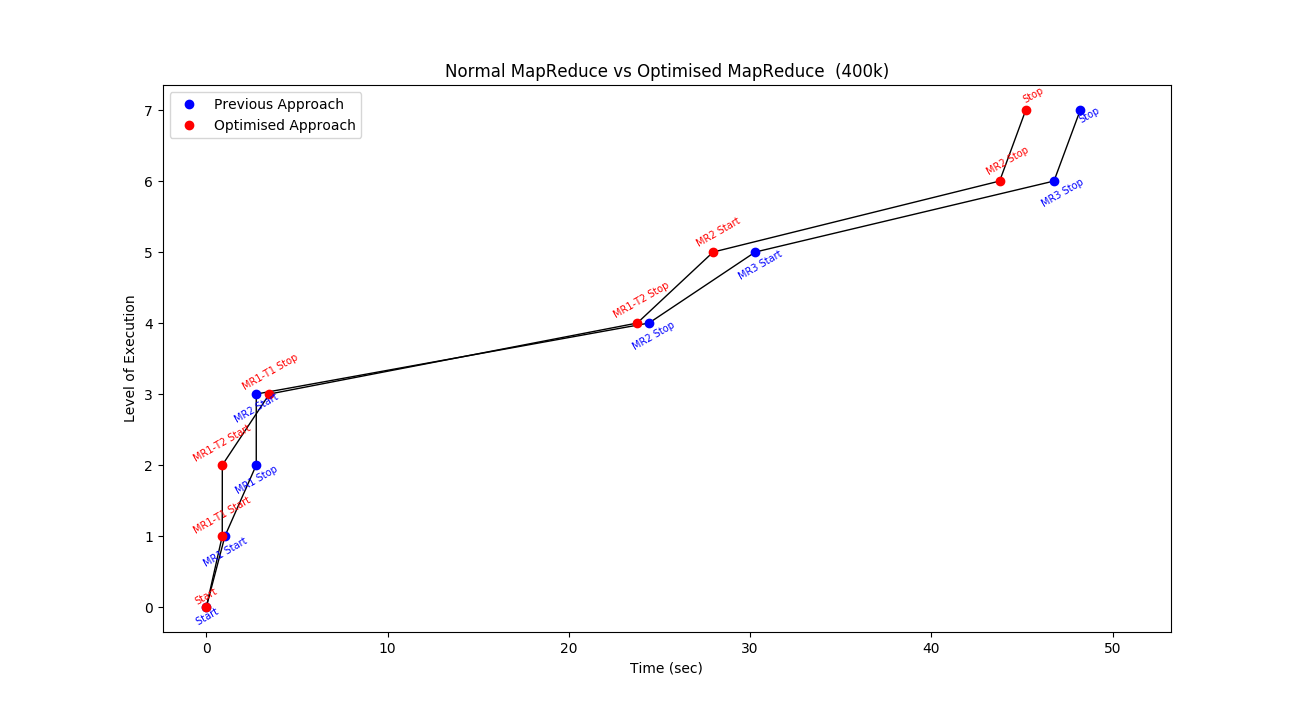 Normal MapReduce vs Optimised MapReduce  (400k)
Previous Approach
Optimised Approach
Level of Execution
7
6
5
4
3
2
1
0
Stop
Stop
MR2 Stop
MR3 Stop
MR2 Start
MR3 Start
MR1-T2 Stop
MR2 Stop
MR1-T1 Stop
MR2 Start
MR1-T2 Start
MR1 Stop
MR1-T1 Start
MR1 Start
Start
Start
0
10
20
30
40
50
Time (sec)